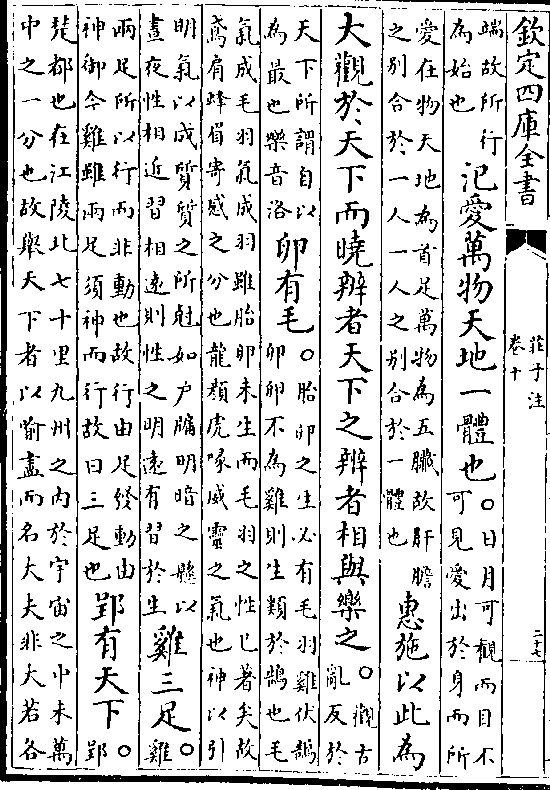 欽定四庫全書
莊子注
卷十
二十七
端故所行
為始也
氾愛萬物天地一體也。
日月可觀而目不
可見愛出於身而所
愛在物天地為首足萬物為五臟故肝膽
之別合於一人一人之別合於一體也
惠施以此為
大觀於天下而曉辯者天下之辯者相與樂之。
觀古
亂反於
天下所謂自以
為最也樂音洛
卵有毛。
胎卵之生必有毛羽雞伏鵠
卵卵不為雞則生類於鵠也毛
氣成毛羽氣成羽雖胎卵未生而毛羽之性已著矣故
鳶肩蜂眉寄感之分也龍顏虎喙威靈之氣也神以引
明氣以成質質之所尅如戶牖明暗之懸以
晝夜性相近習相遠則性之明遠有習於生
雞三足。
雞
兩足所以行而非動也故行由足發動由
神御今雞雖兩足須神而行故曰三足也
郢有天下。
郢
楚都也在江陵北七十里九州之內於宇宙之中未萬
中之一分也故舉天下者以喻盡而名大夫非大若各